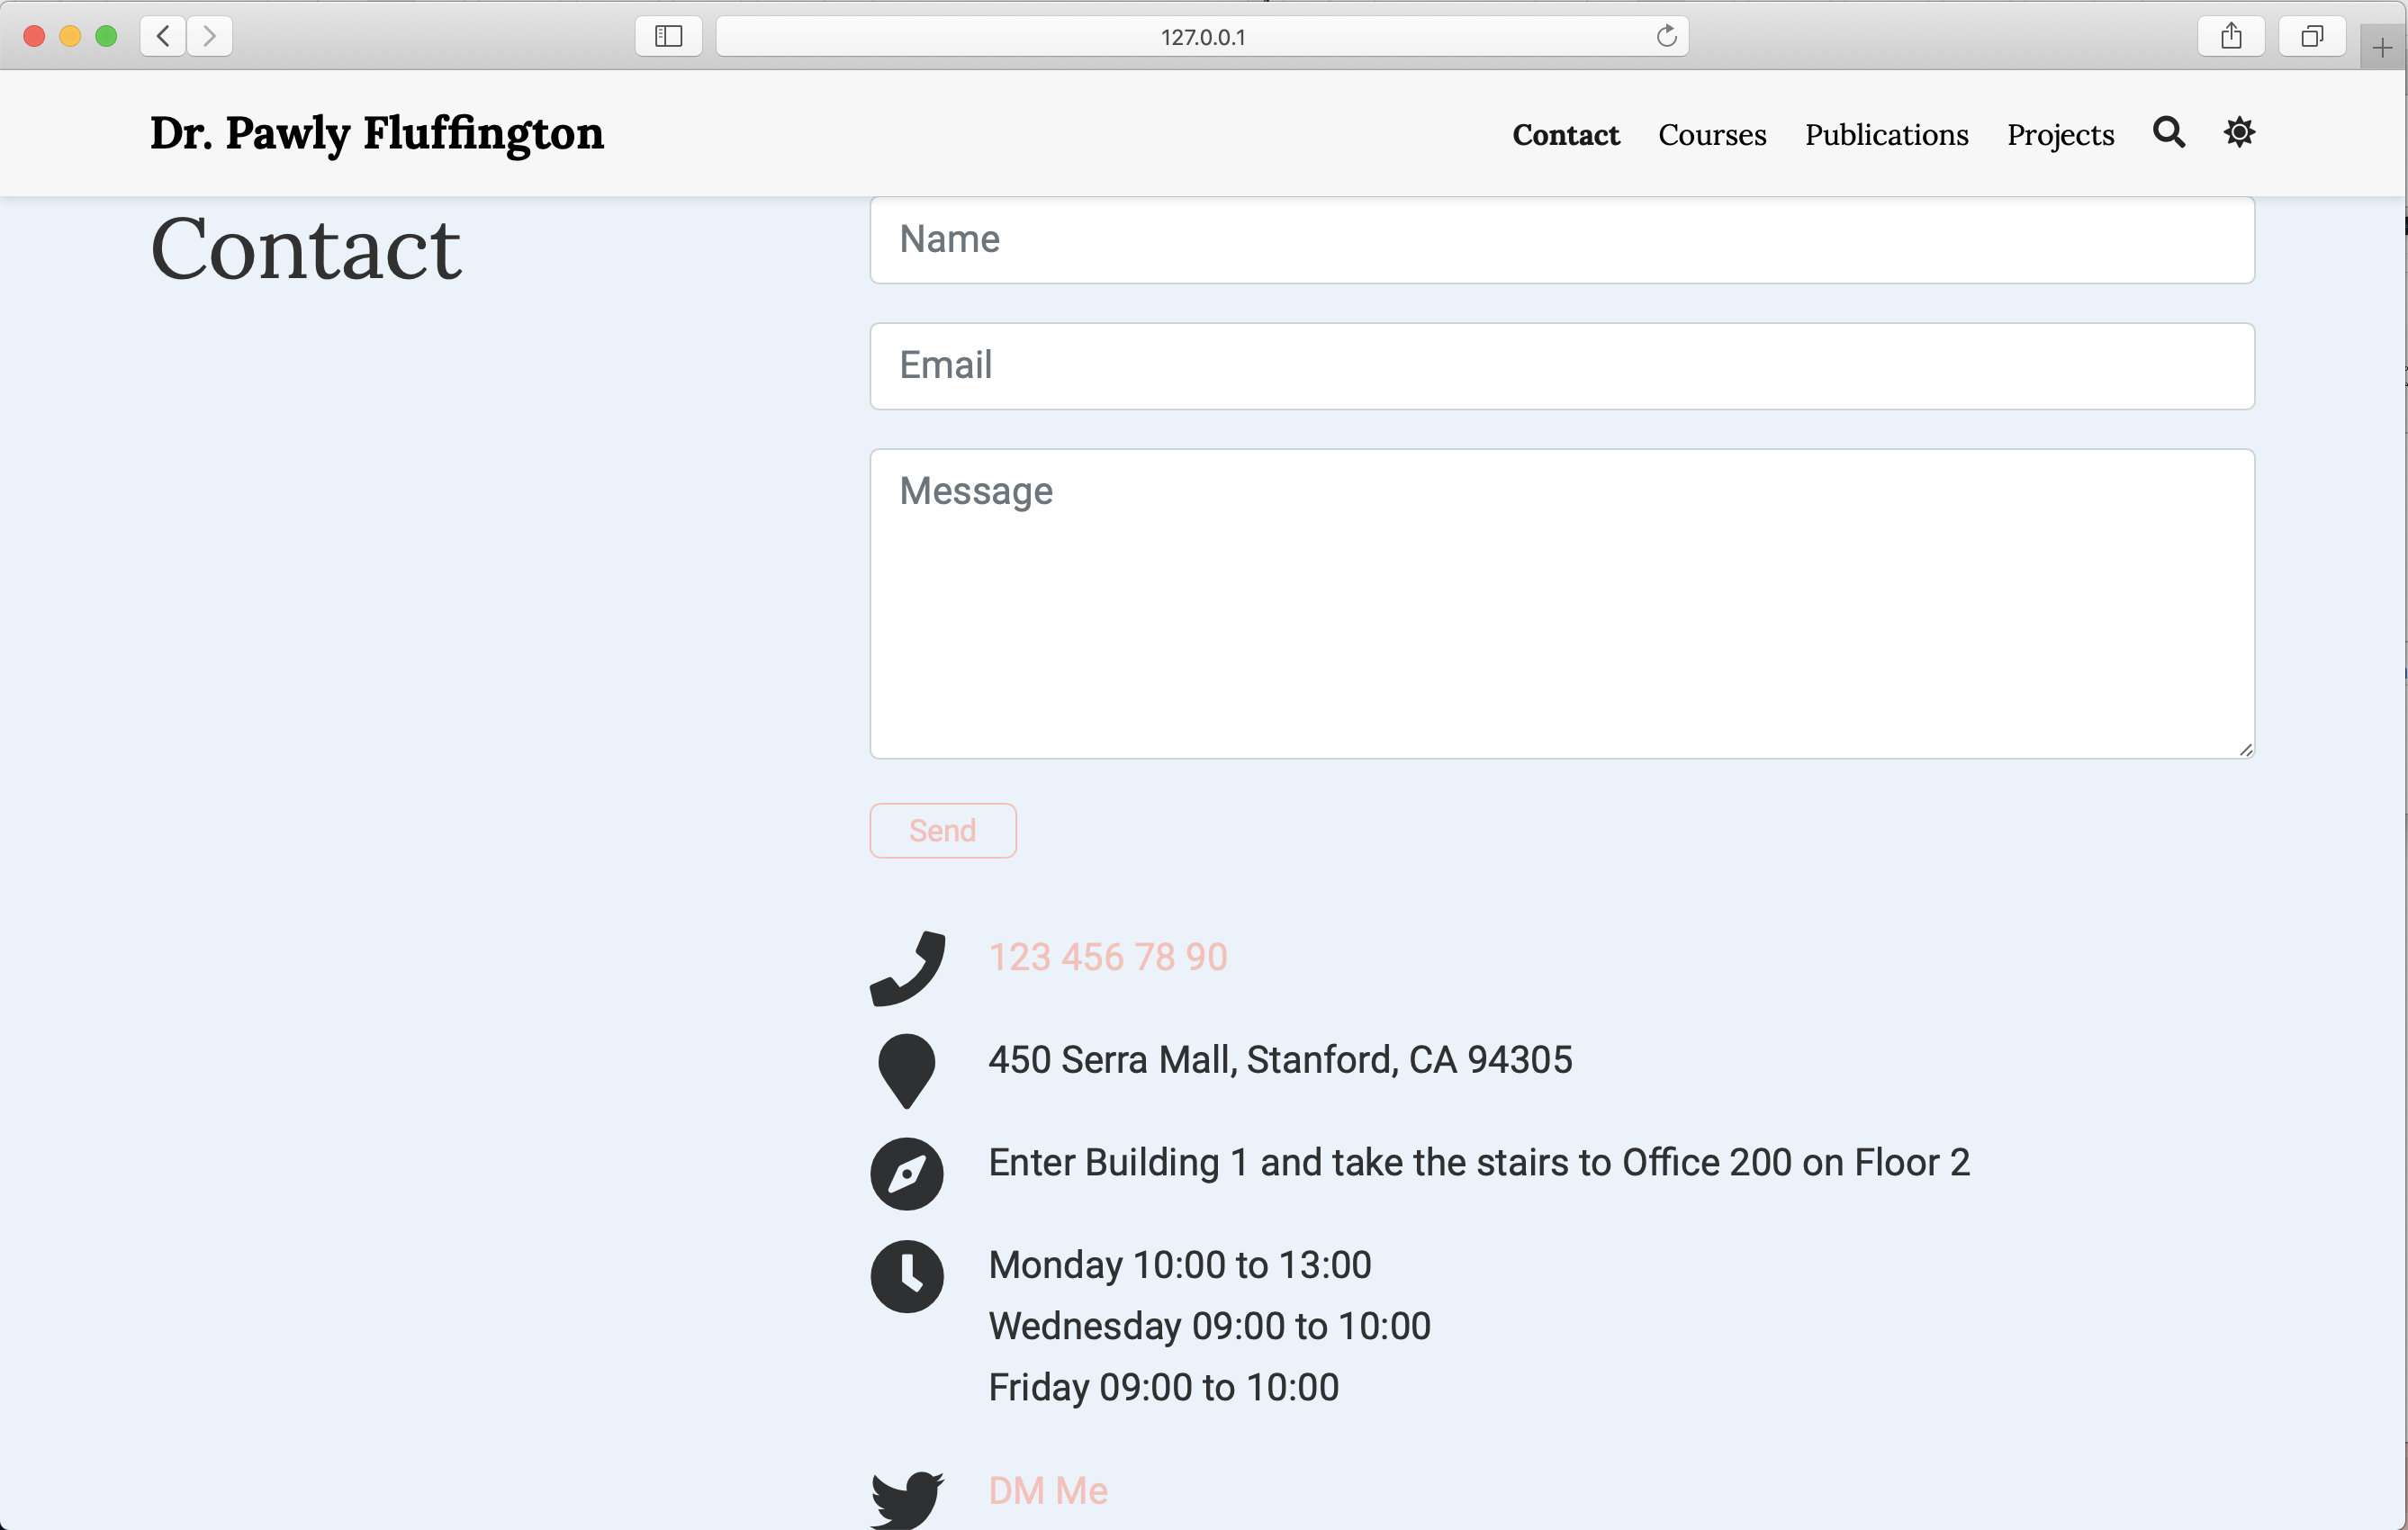 127.0.0.1
Dr. Pawly Fluffington
Contact Courses Publications Projects
Contact
Name
Email
Message
Send
123 456 78 90
450 Serra Mall, Stanford, CA 94305
Enter Building 1 and take the stairs to Office 200 on Floor 2
Monday 10:00 to 13:00
Wednesday 09:00 to 10:00
Friday 09:00 to 10:00
DM Me